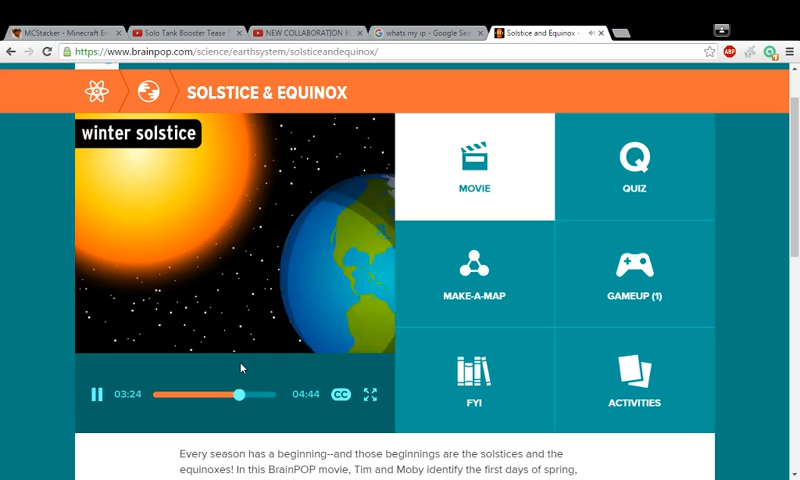 MCStacker - Minecraft
Solo Tank Booster Tease
NEW COLLABORATION
whats my ip - Google Sea
Solstice and Equinox -
https://www.brainpop.com/science/earthsystem/solsticeandequinox/
ABP
SOLSTICE & EQUINOX
winter solstice
MOVIE
Q
QUIZ
MAKE-A-MAP
GAMEUP (1)
FYI
ACTIVITIES
03:24
04:44
CC
Every season has a beginning--and those beginnings are the solstices and the
equinoxes! In this BrainPOP movie, Tim and Moby identify the first days of spring,